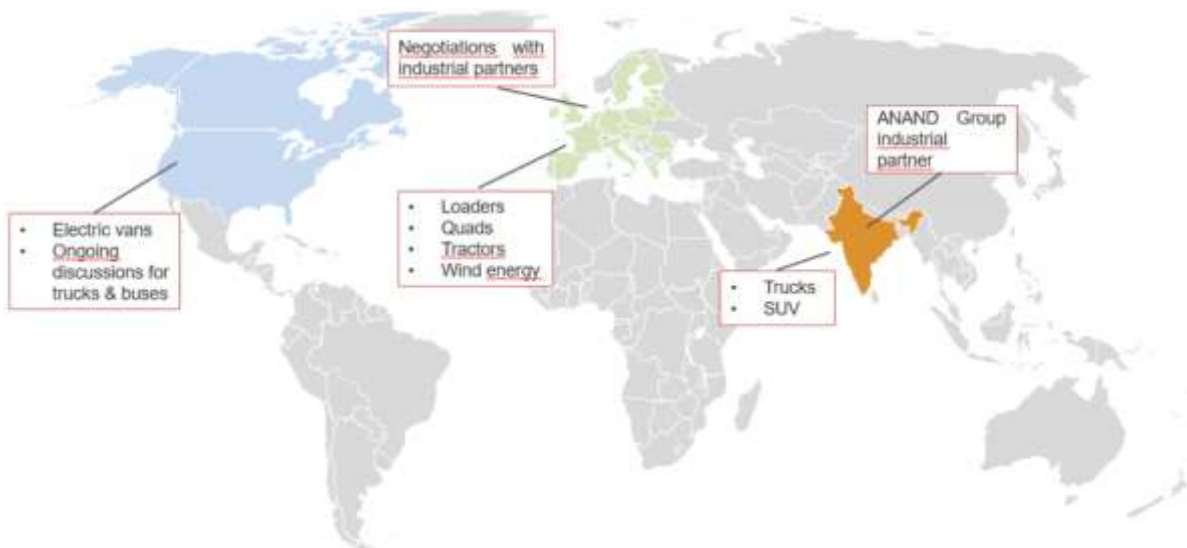 Negotiations with
industrial partners
ANAND Group
industrial
partner
• Electric vans
• Ongoing
discussions for
trucks & buses
• Loaders
• Quads
• Tractors
• Wind energy
• Trucks
• SUV